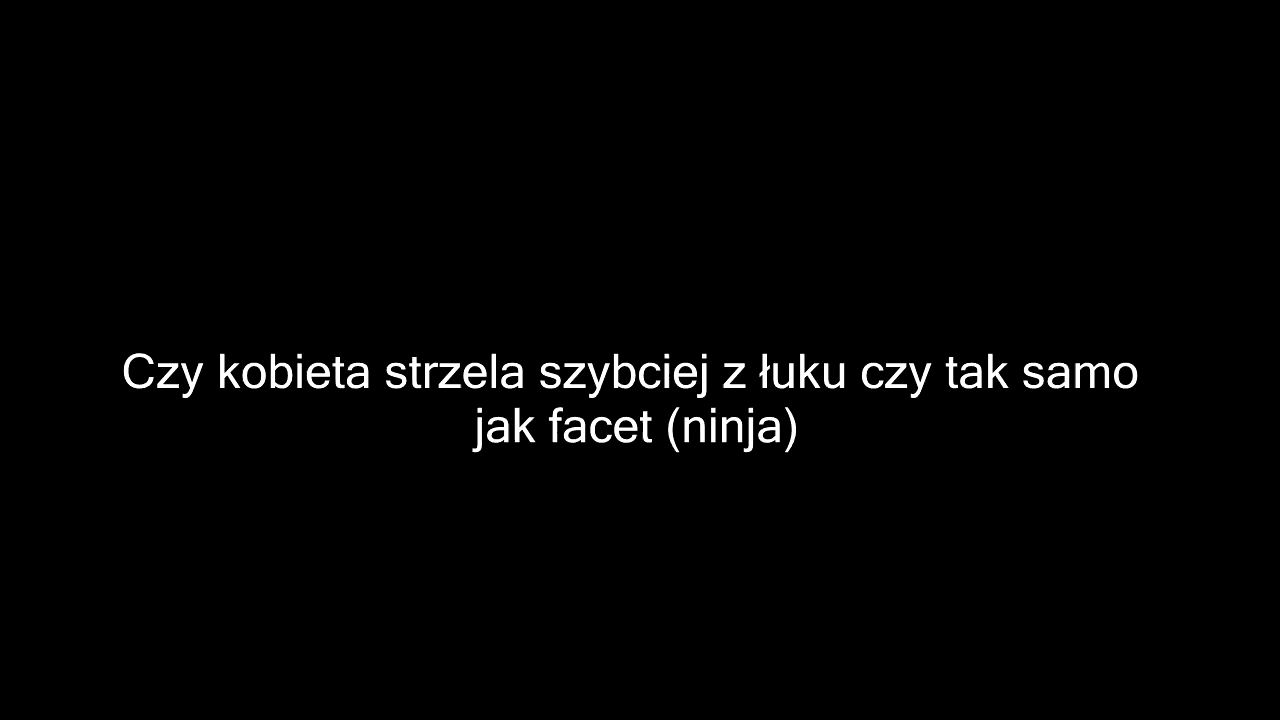 Czy kobieta strzela szybciej z łuku czy tak samo
jak facet (ninja)